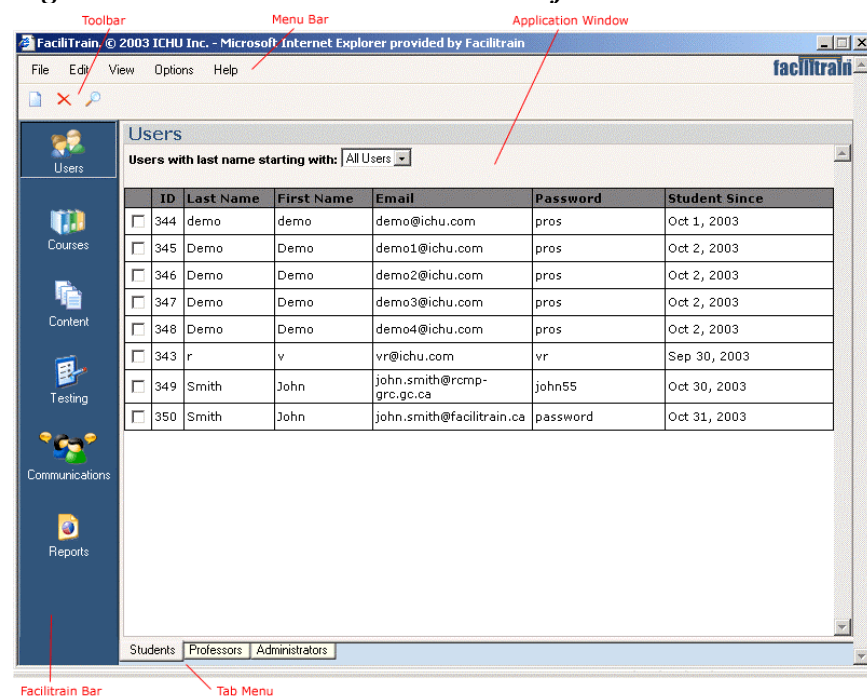 Toolbar
Menu Bar
Application Window
FaciliTrain. © 2003 ICHU Inc. - Microsoft Internet Explorer provided by Facilitrain
File Edit View Options Help
facilitrain
Users
Users with last name starting with: All Users
Users
Courses
Content
Testing
Communications
Reports
ID Last Name First Name Email Password Student Since
344 demo demo demo@ichu.com pros Oct 1, 2003
345 Demo Demo demo1@ichu.com pros Oct 2, 2003
346 Demo Demo demo2@ichu.com pros Oct 2, 2003
347 Demo Demo demo3@ichu.com pros Oct 2, 2003
348 Demo Demo demo4@ichu.com pros Oct 2, 2003
343 r v vr@ichu.com vr Sep 30, 2003
349 Smith John john.smith@rcmp-grc.gc.ca john55 Oct 30, 2003
350 Smith John john.smith@facilitrain.ca password Oct 31, 2003
Students Professors Administrators
Facilitrain Bar
Tab Menu